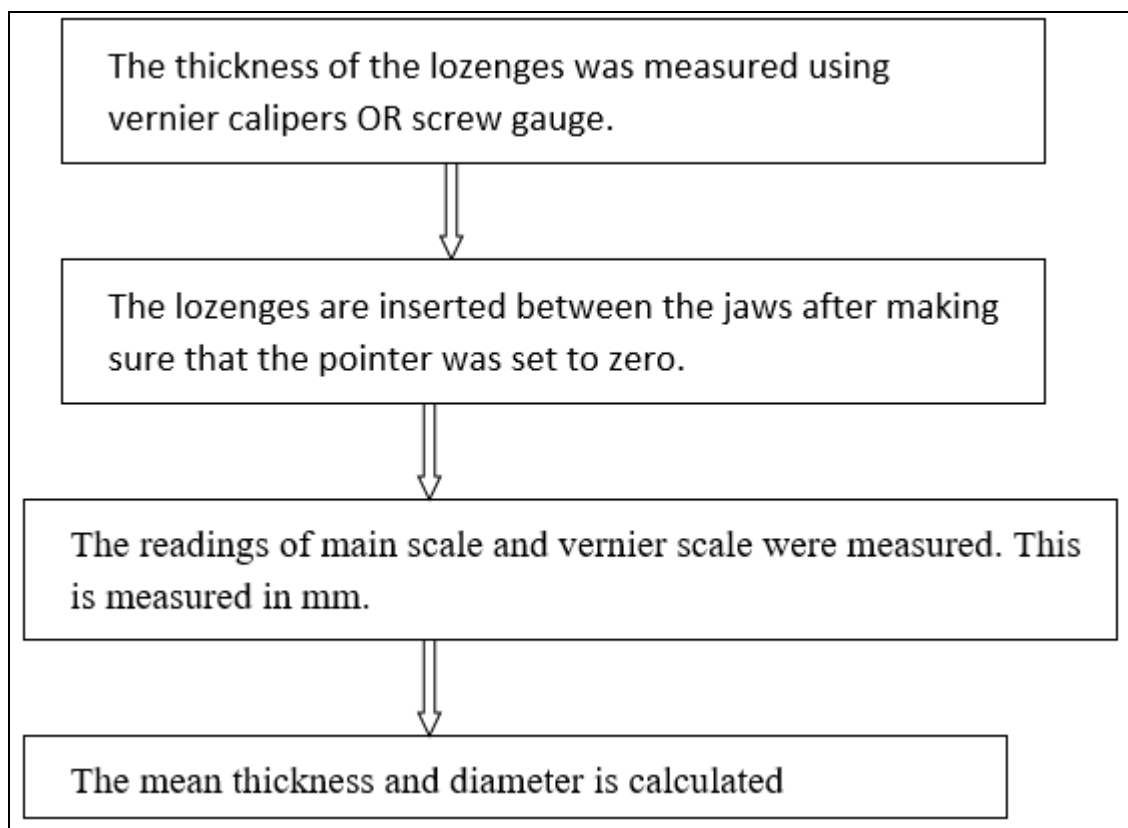 The thickness of the lozenges was measured using
vernier calipers OR screw gauge.
The lozenges are inserted between the jaws after making
sure that the pointer was set to zero.
The readings of main scale and vernier scale were measured. This
is measured in mm.
The mean thickness and diameter is calculated